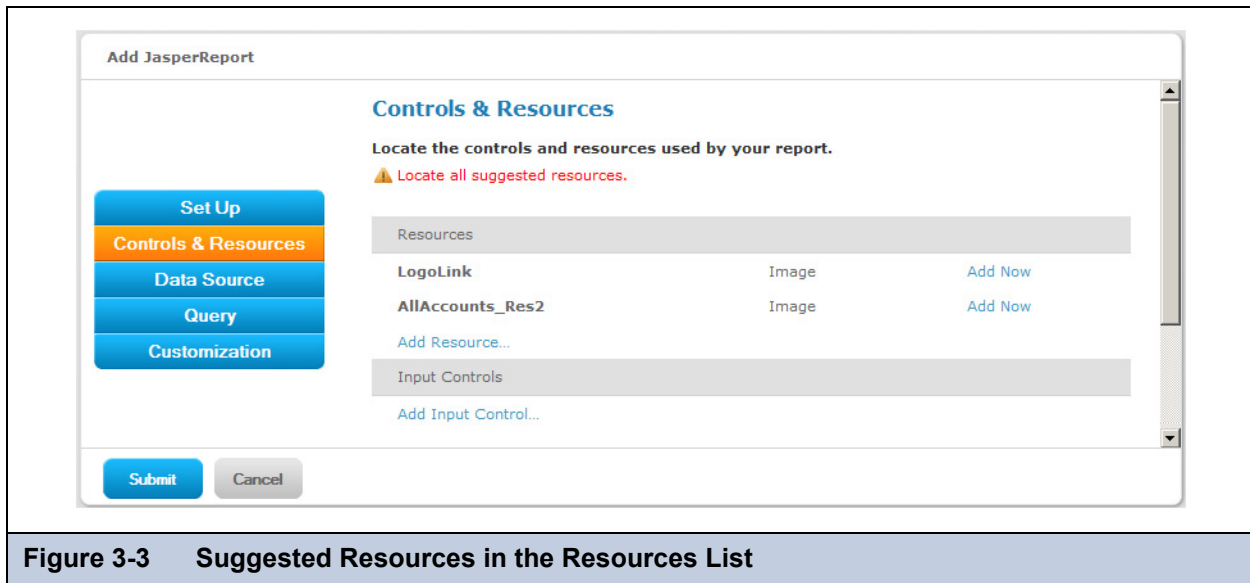 Add JasperReport
Controls & Resources
Locate the controls and resources used by your report.
Locate all suggested resources.
Set Up
Controls & Resources
Data Source
Query
Customization
Resources
LogoLink Image Add Now
AllAccounts_Res2 Image Add Now
Add Resource...
Input Controls
Add Input Control...
Submit Cancel
Figure 3-3 Suggested Resources in the Resources List